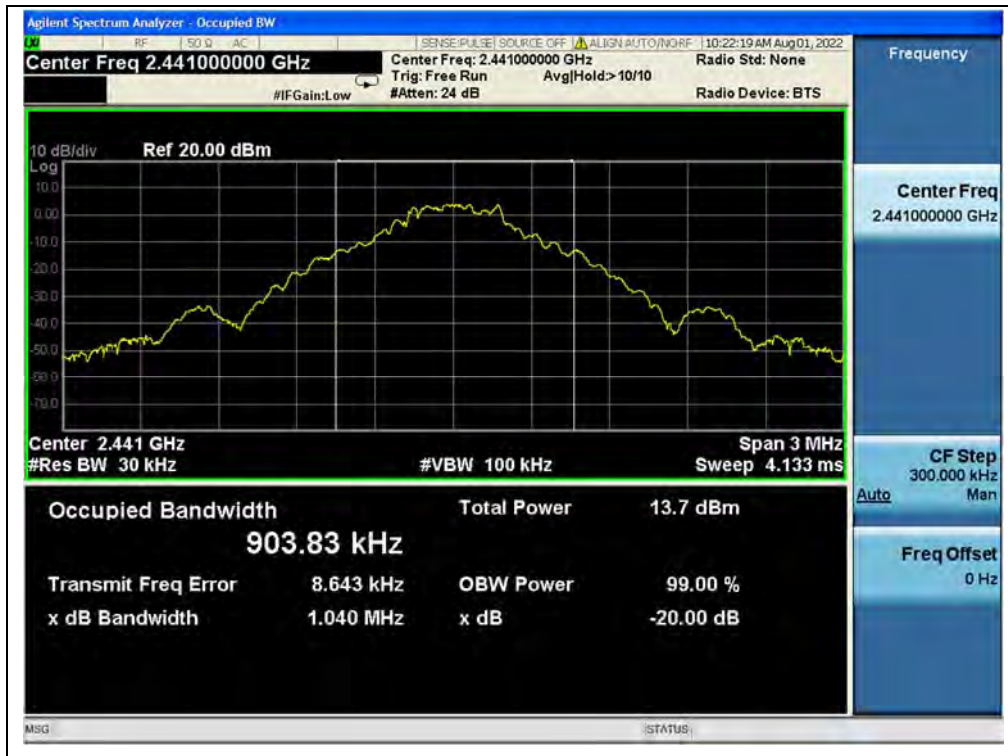 Agilent Spectrum Analyzer - Occupied BW
LXI RF 50 Ω AC SENSE:PULSE SOURCE OFF ALIGN AUTO/NO RF 10:22:19 AM Aug 01, 2022
Center Freq 2.441000000 GHz
Center Freq: 2.441000000 GHz Radio Std: None
Trig: Free Run Avg|Hold:> 10/10
#IFGain:Low #Atten: 24 dB Radio Device: BTS
Frequency
10 dB/div Ref 20.00 dBm
Log
10.0
0.00
-10.0
-20.0
-30.0
-40.0
-50.0
-60.0
-70.0
Center 2.441 GHz Span 3 MHz
#Res BW 30 kHz #VBW 100 kHz Sweep 4.133 ms
Center Freq
2.441000000 GHz
CF Step
300.000 kHz
Auto Man
Freq Offset
0 Hz
Occupied Bandwidth Total Power 13.7 dBm
903.83 kHz
Transmit Freq Error 8.643 kHz OBW Power 99.00 %
x dB Bandwidth 1.040 MHz x dB -20.00 dB
MSG STATUS